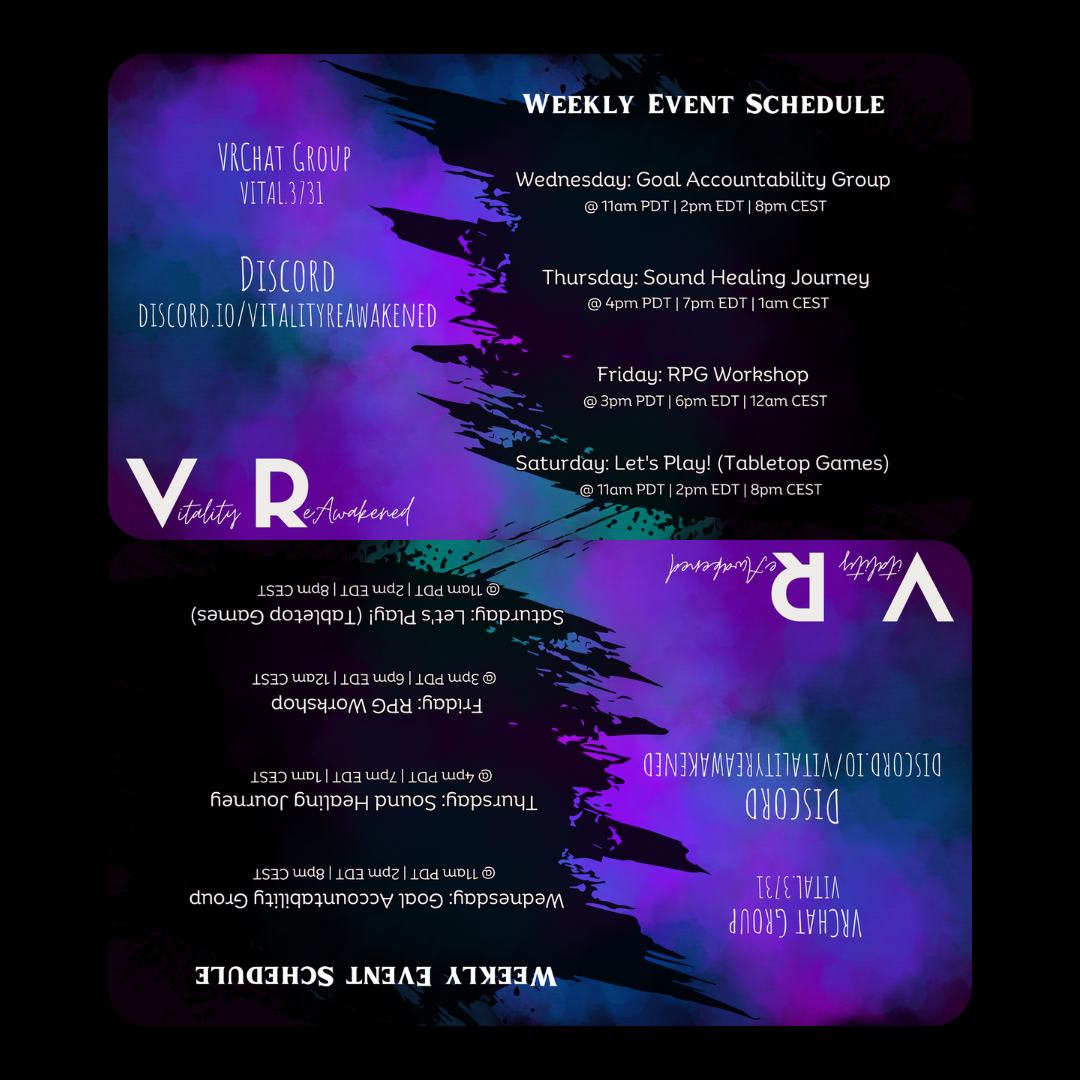 VRChat Group
vital.3731
Discord
discord.io/vitalityreawakened
Vitality ReAwakened
Weekly Event Schedule
Wednesday: Goal Accountability Group
@ 11am PDT | 2pm EDT | 8pm CEST
Thursday: Sound Healing Journey
@ 4pm PDT | 7pm EDT | 1am CEST
Friday: RPG Workshop
@ 3pm PDT | 6pm EDT | 12am CEST
Saturday: Let's Play! (Tabletop Games)
@ 11am PDT | 2pm EDT | 8pm CEST
VRChat Group
vital.3731
Discord
discord.io/vitalityreawakened
Vitality ReAwakened
Weekly Event Schedule
Wednesday: Goal Accountability Group
@ 11am PDT | 2pm EDT | 8pm CEST
Thursday: Sound Healing Journey
@ 4pm PDT | 7pm EDT | 1am CEST
Friday: RPG Workshop
@ 3pm PDT | 6pm EDT | 12am CEST
Saturday: Let's Play! (Tabletop Games)
@ 11am PDT | 2pm EDT | 8pm CEST